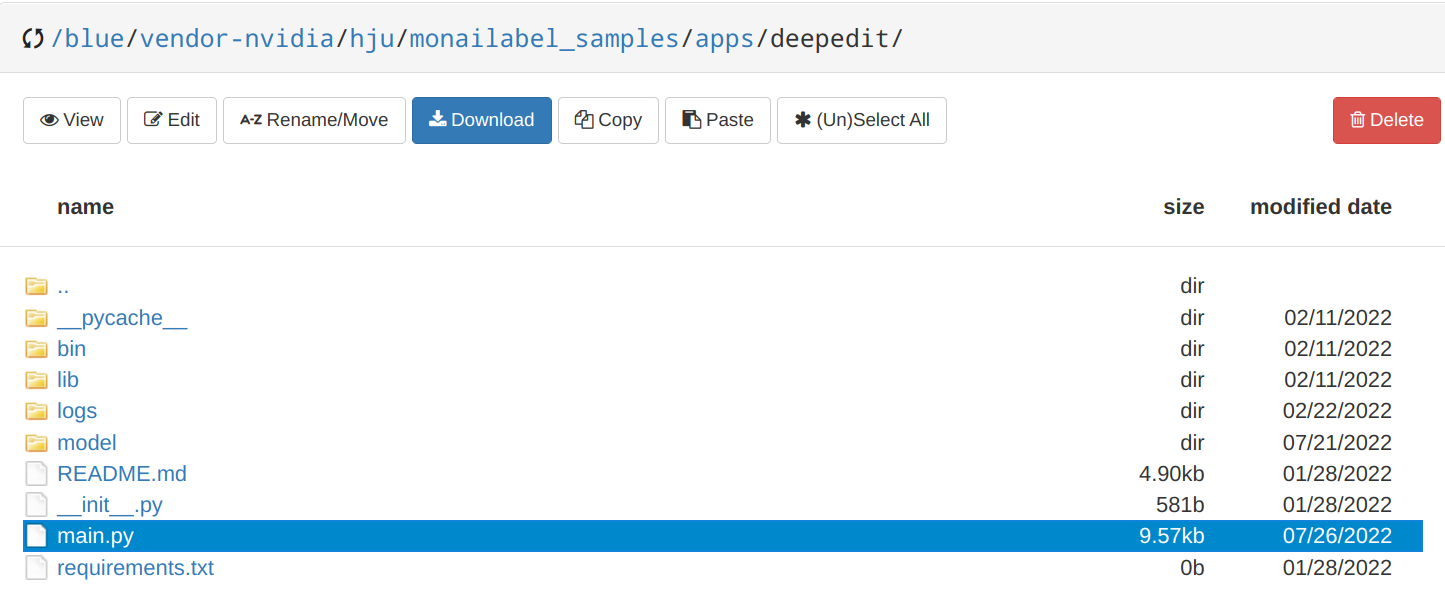 /blue/vendor-nvidia/hju/monailabel_samples/apps/deepedit/
View Edit A-Z Rename/Move Download Copy Paste (Un)Select All Delete
name size modified date
.. dir
__pycache__ dir 02/11/2022
bin dir 02/11/2022
lib dir 02/11/2022
logs dir 02/22/2022
model dir 07/21/2022
README.md 4.90kb 01/28/2022
__init__.py 581b 01/28/2022
main.py 9.57kb 07/26/2022
requirements.txt 0b 01/28/2022